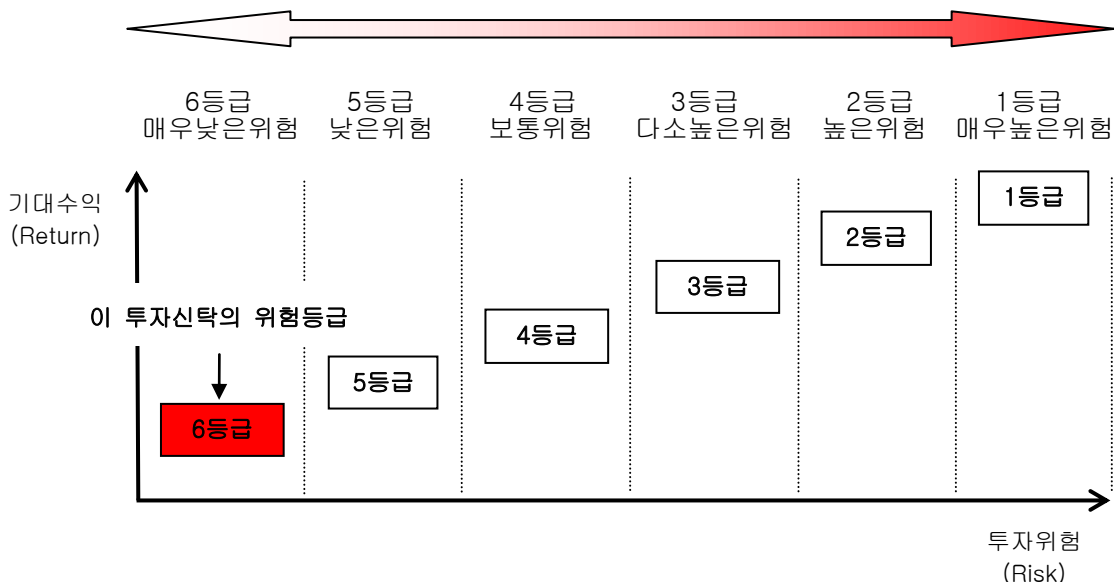 6등급 5등급 4등급 3등급 2등급 1등급
매우낮은위험 낮은위험 보통위험 다소높은위험 높은위험 매우높은위험
기대수익
(Return)
1등급
2등급
3등급
이 투자신탁의 위험등급
4등급
5등급
6등급
투자위험
(Risk)